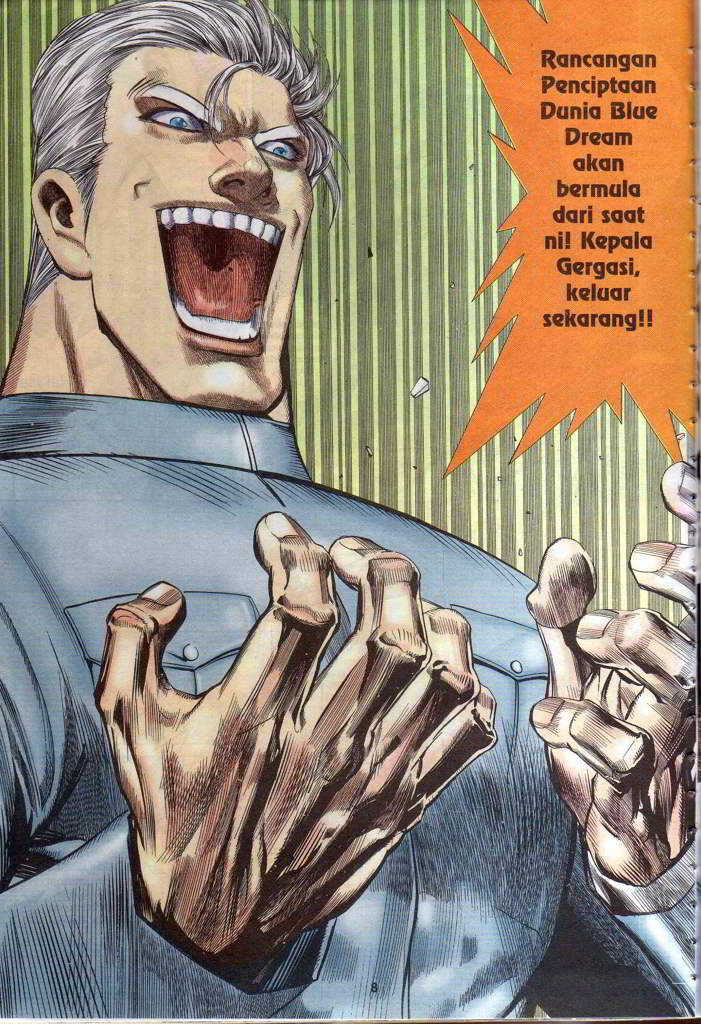 Rancangan
Penciptaan
Dunia Blue
Dream
akan
bermula
dari saat
ni! Kepala
Gergasi,
keluar
sekarang!!
8